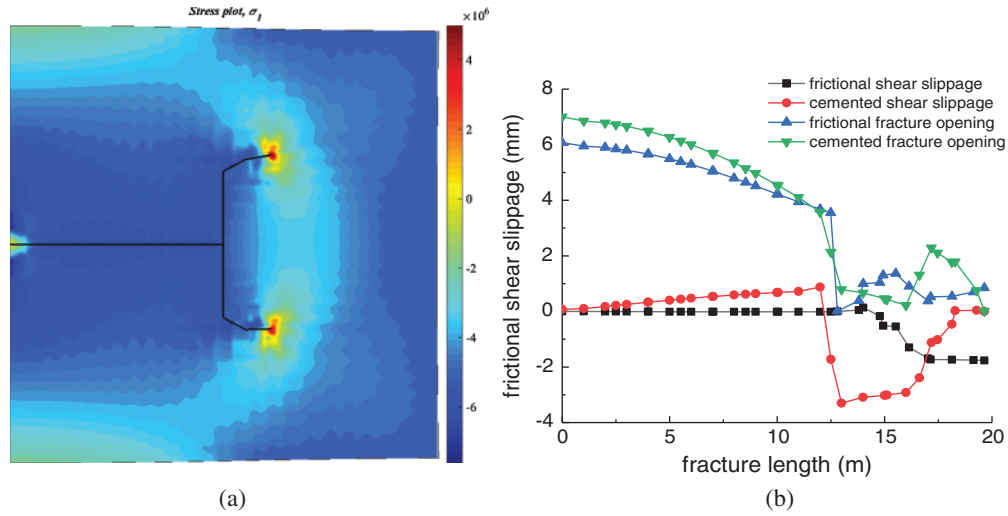 Stress plot, σ1
×10⁶
4
2
0
-2
-4
-6
(a)
frictional shear slippage (mm)
8
6
4
2
0
-2
-4
0
5
10
15
20
fracture length (m)
frictional shear slippage
cemented shear slippage
frictional fracture opening
cemented fracture opening
(b)